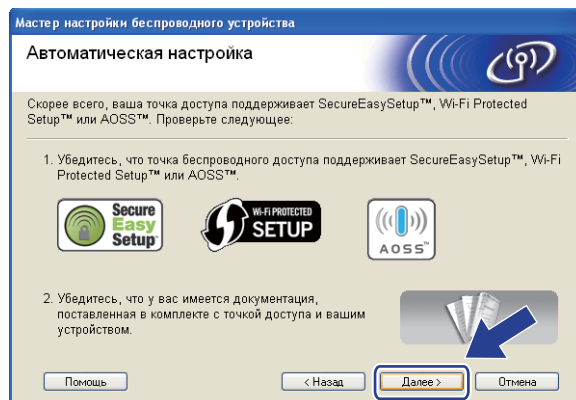 Мастер настройки беспроводного устройства
Автоматическая настройка
Скорее всего, ваша точка доступа поддерживает SecureEasySetup™, Wi-Fi Protected
Setup™ или AOSS™. Проверьте следующее:
1. Убедитесь, что точка беспроводного доступа поддерживает SecureEasySetup™, Wi-Fi
Protected Setup™ или AOSS™.
Secure
Easy
Setup
WI-FI PROTECTED
SETUP
AOSS™
2. Убедитесь, что у вас имеется документация,
поставленная в комплекте с точкой доступа и вашим
устройством.
Помощь
< Назад
Далее >
Отмена